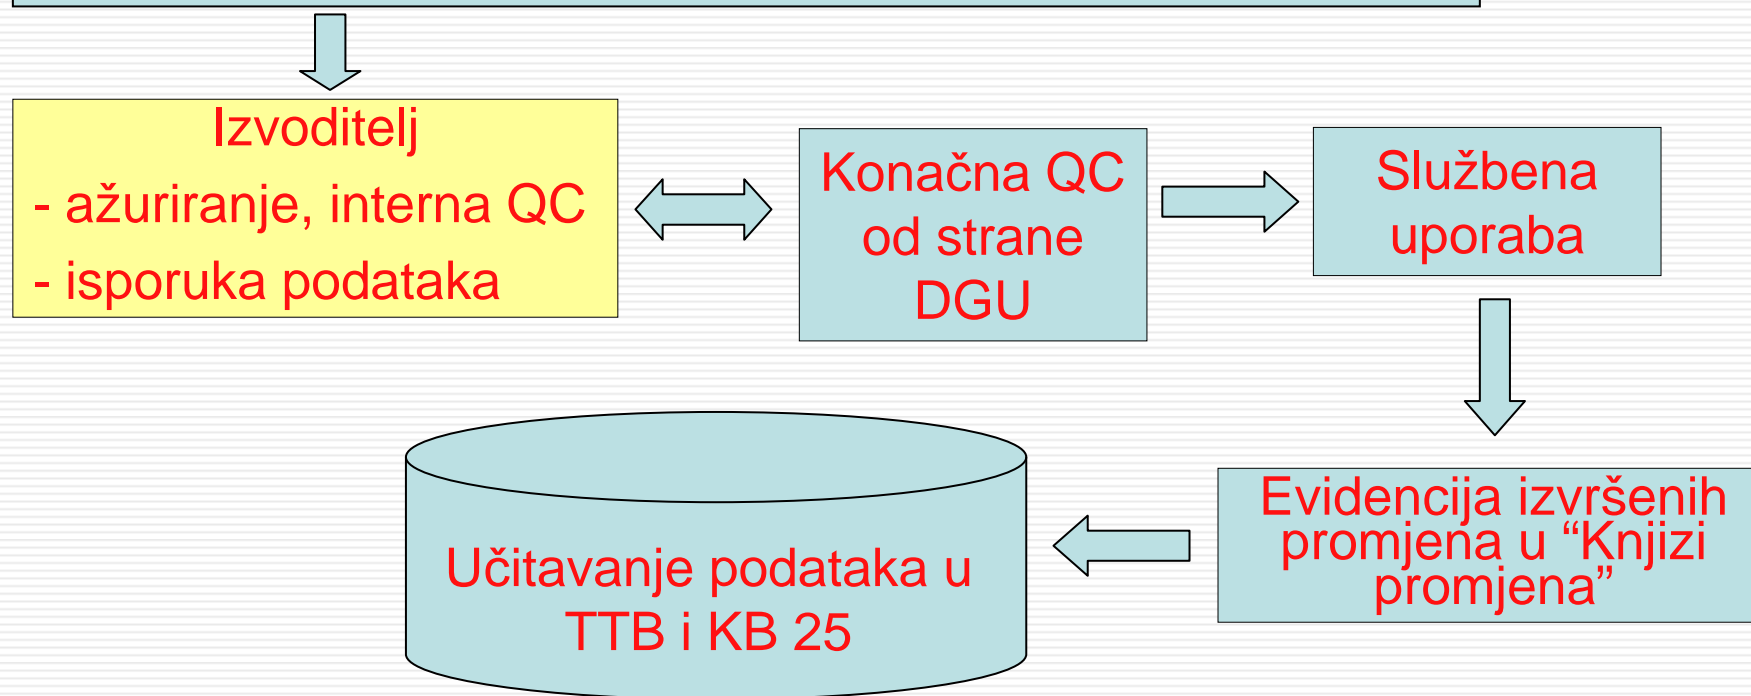 Izvoditelj
- ažuriranje, interna QC
- isporuka podataka
Konačna QC
od strane
DGU
Službena
uporaba
Evidencija izvršenih
promjena u “Knjizi
promjena”
Učitavanje podataka u
TTB i KB 25